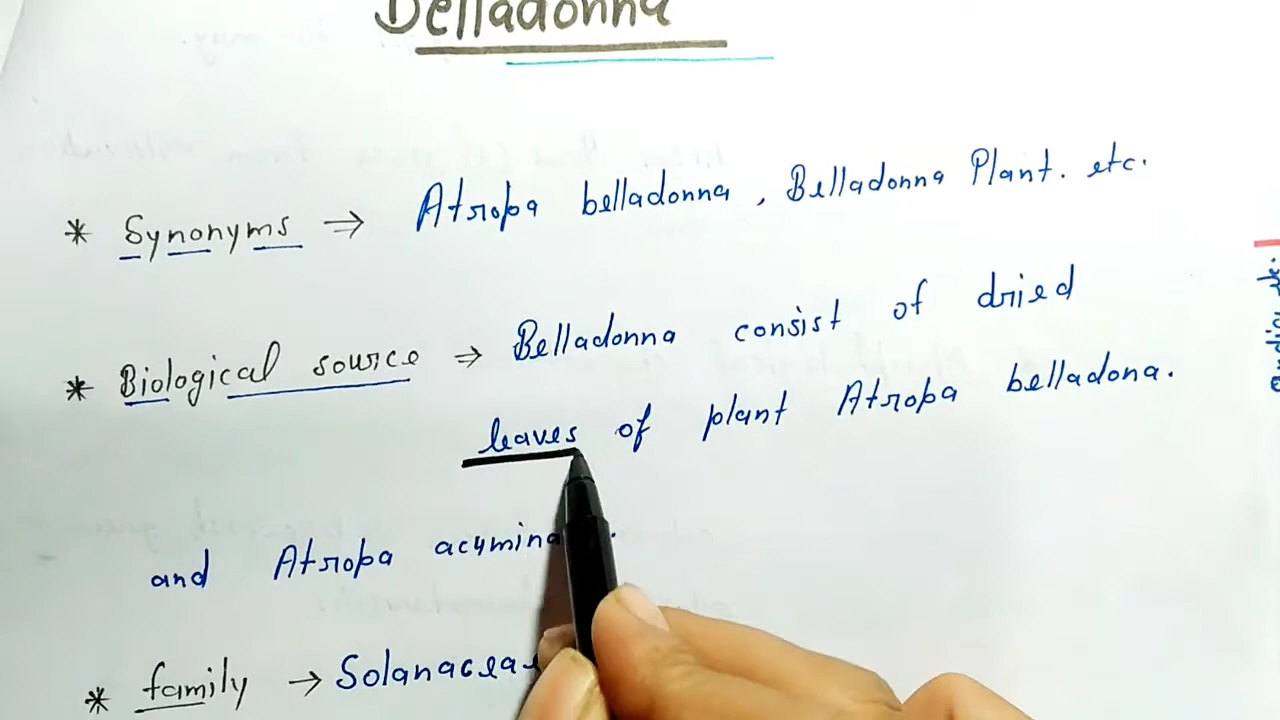 Belladonna
* Synonyms ⇒ Atropa belladonna, Belladonna Plant. etc.
* Biological source ⇒ Belladonna consist of dried
leaves of plant Atropa belladona.
and Atropa
* family → Solanaceae